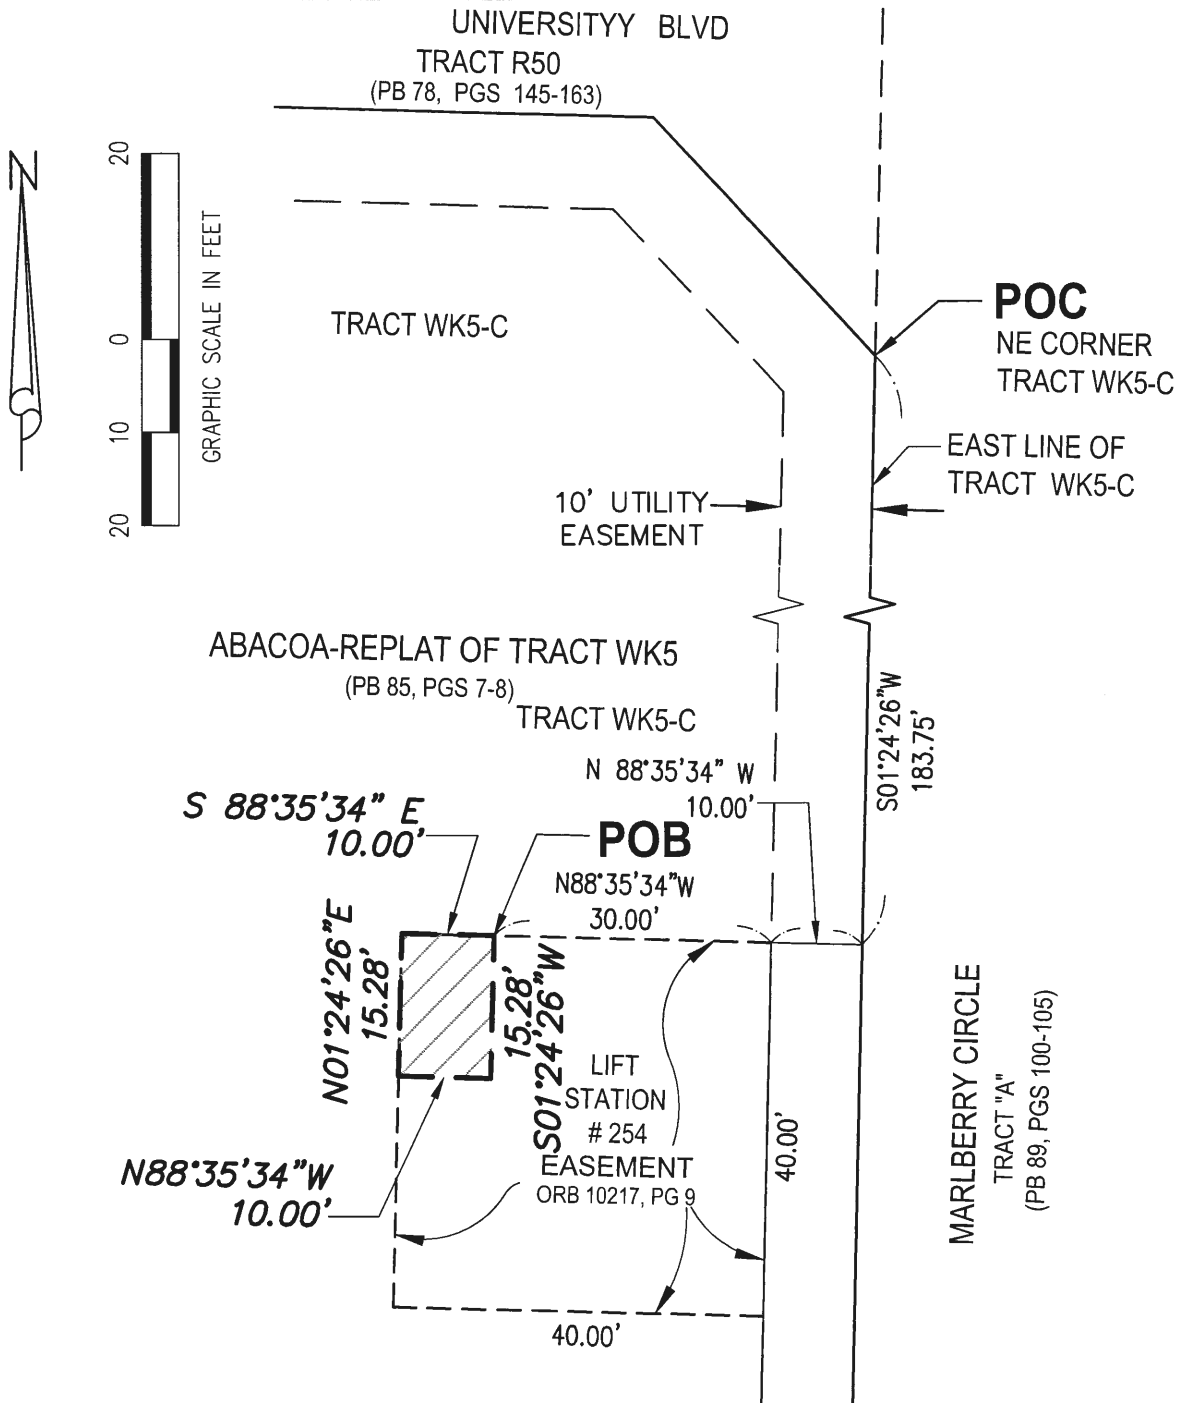 UNIVERSITYY BLVD
TRACT R50
(PB 78, PGS 145-163)
N
20
0
10
20
GRAPHIC SCALE IN FEET
TRACT WK5-C
POC
NE CORNER
TRACT WK5-C
EAST LINE OF
TRACT WK5-C
10' UTILITY
EASEMENT
ABACOA-REPLAT OF TRACT WK5
(PB 85, PGS 7-8)
TRACT WK5-C
S01°24'26"W
183.75'
N 88°35'34" W
10.00'
S 88°35'34" E
10.00'
POB
N88°35'34"W
30.00'
N01°24'26"E
15.28'
15.28'
S01°24'26"W
LIFT
STATION
# 254
EASEMENT
ORB 10217, PG 9
40.00'
N88°35'34"W
10.00'
40.00'
MARLBERRY CIRCLE
TRACT "A"
(PB 89, PGS 100-105)